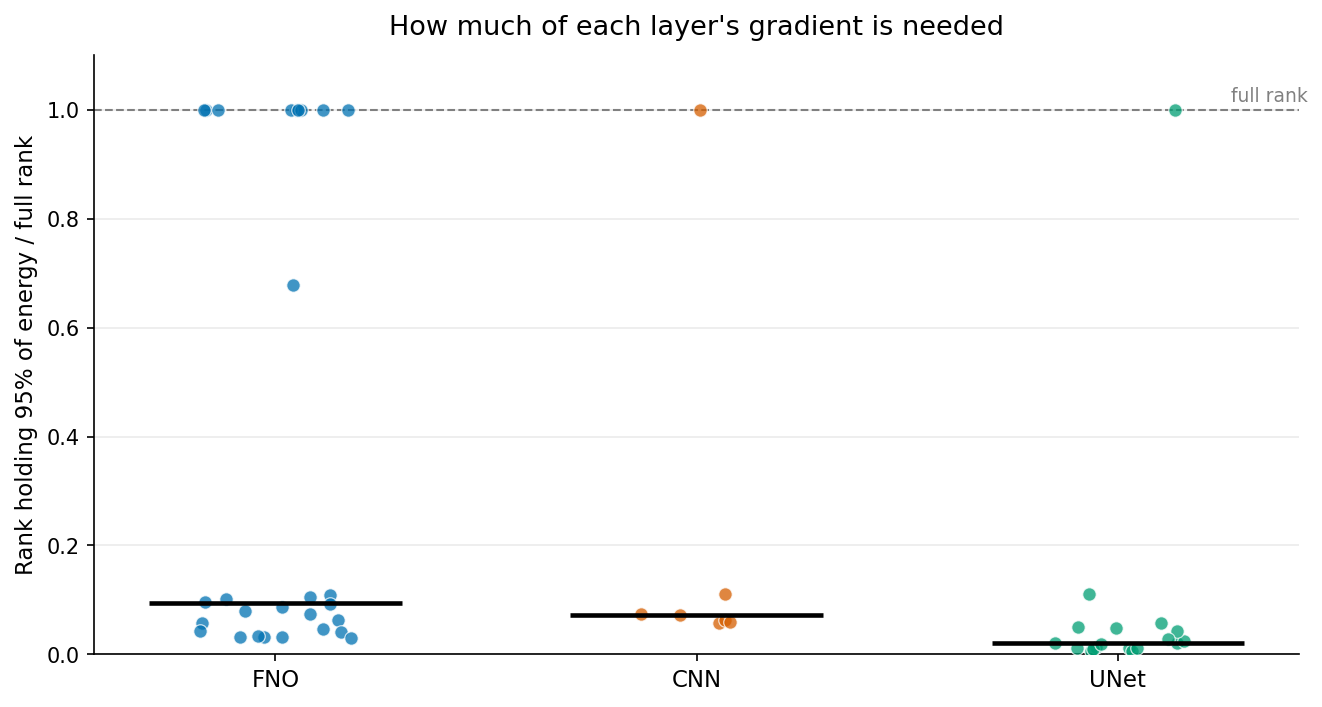 How much of each layer's gradient is needed
full rank
Rank holding 95% of energy / full rank
1.0
0.8
0.6
0.4
0.2
0.0
FNO
CNN
UNet